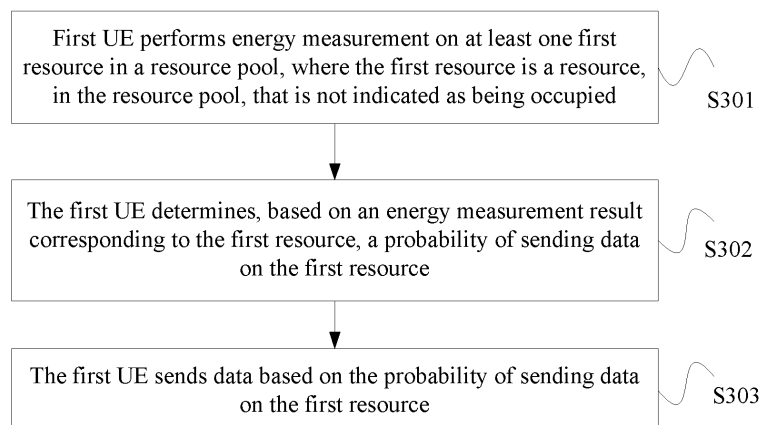 First UE performs energy measurement on at least one first
resource in a resource pool, where the first resource is a resource,
in the resource pool, that is not indicated as being occupied
S301
The first UE determines, based on an energy measurement result
corresponding to the first resource, a probability of sending data
on the first resource
S302
The first UE sends data based on the probability of sending data
on the first resource
S303